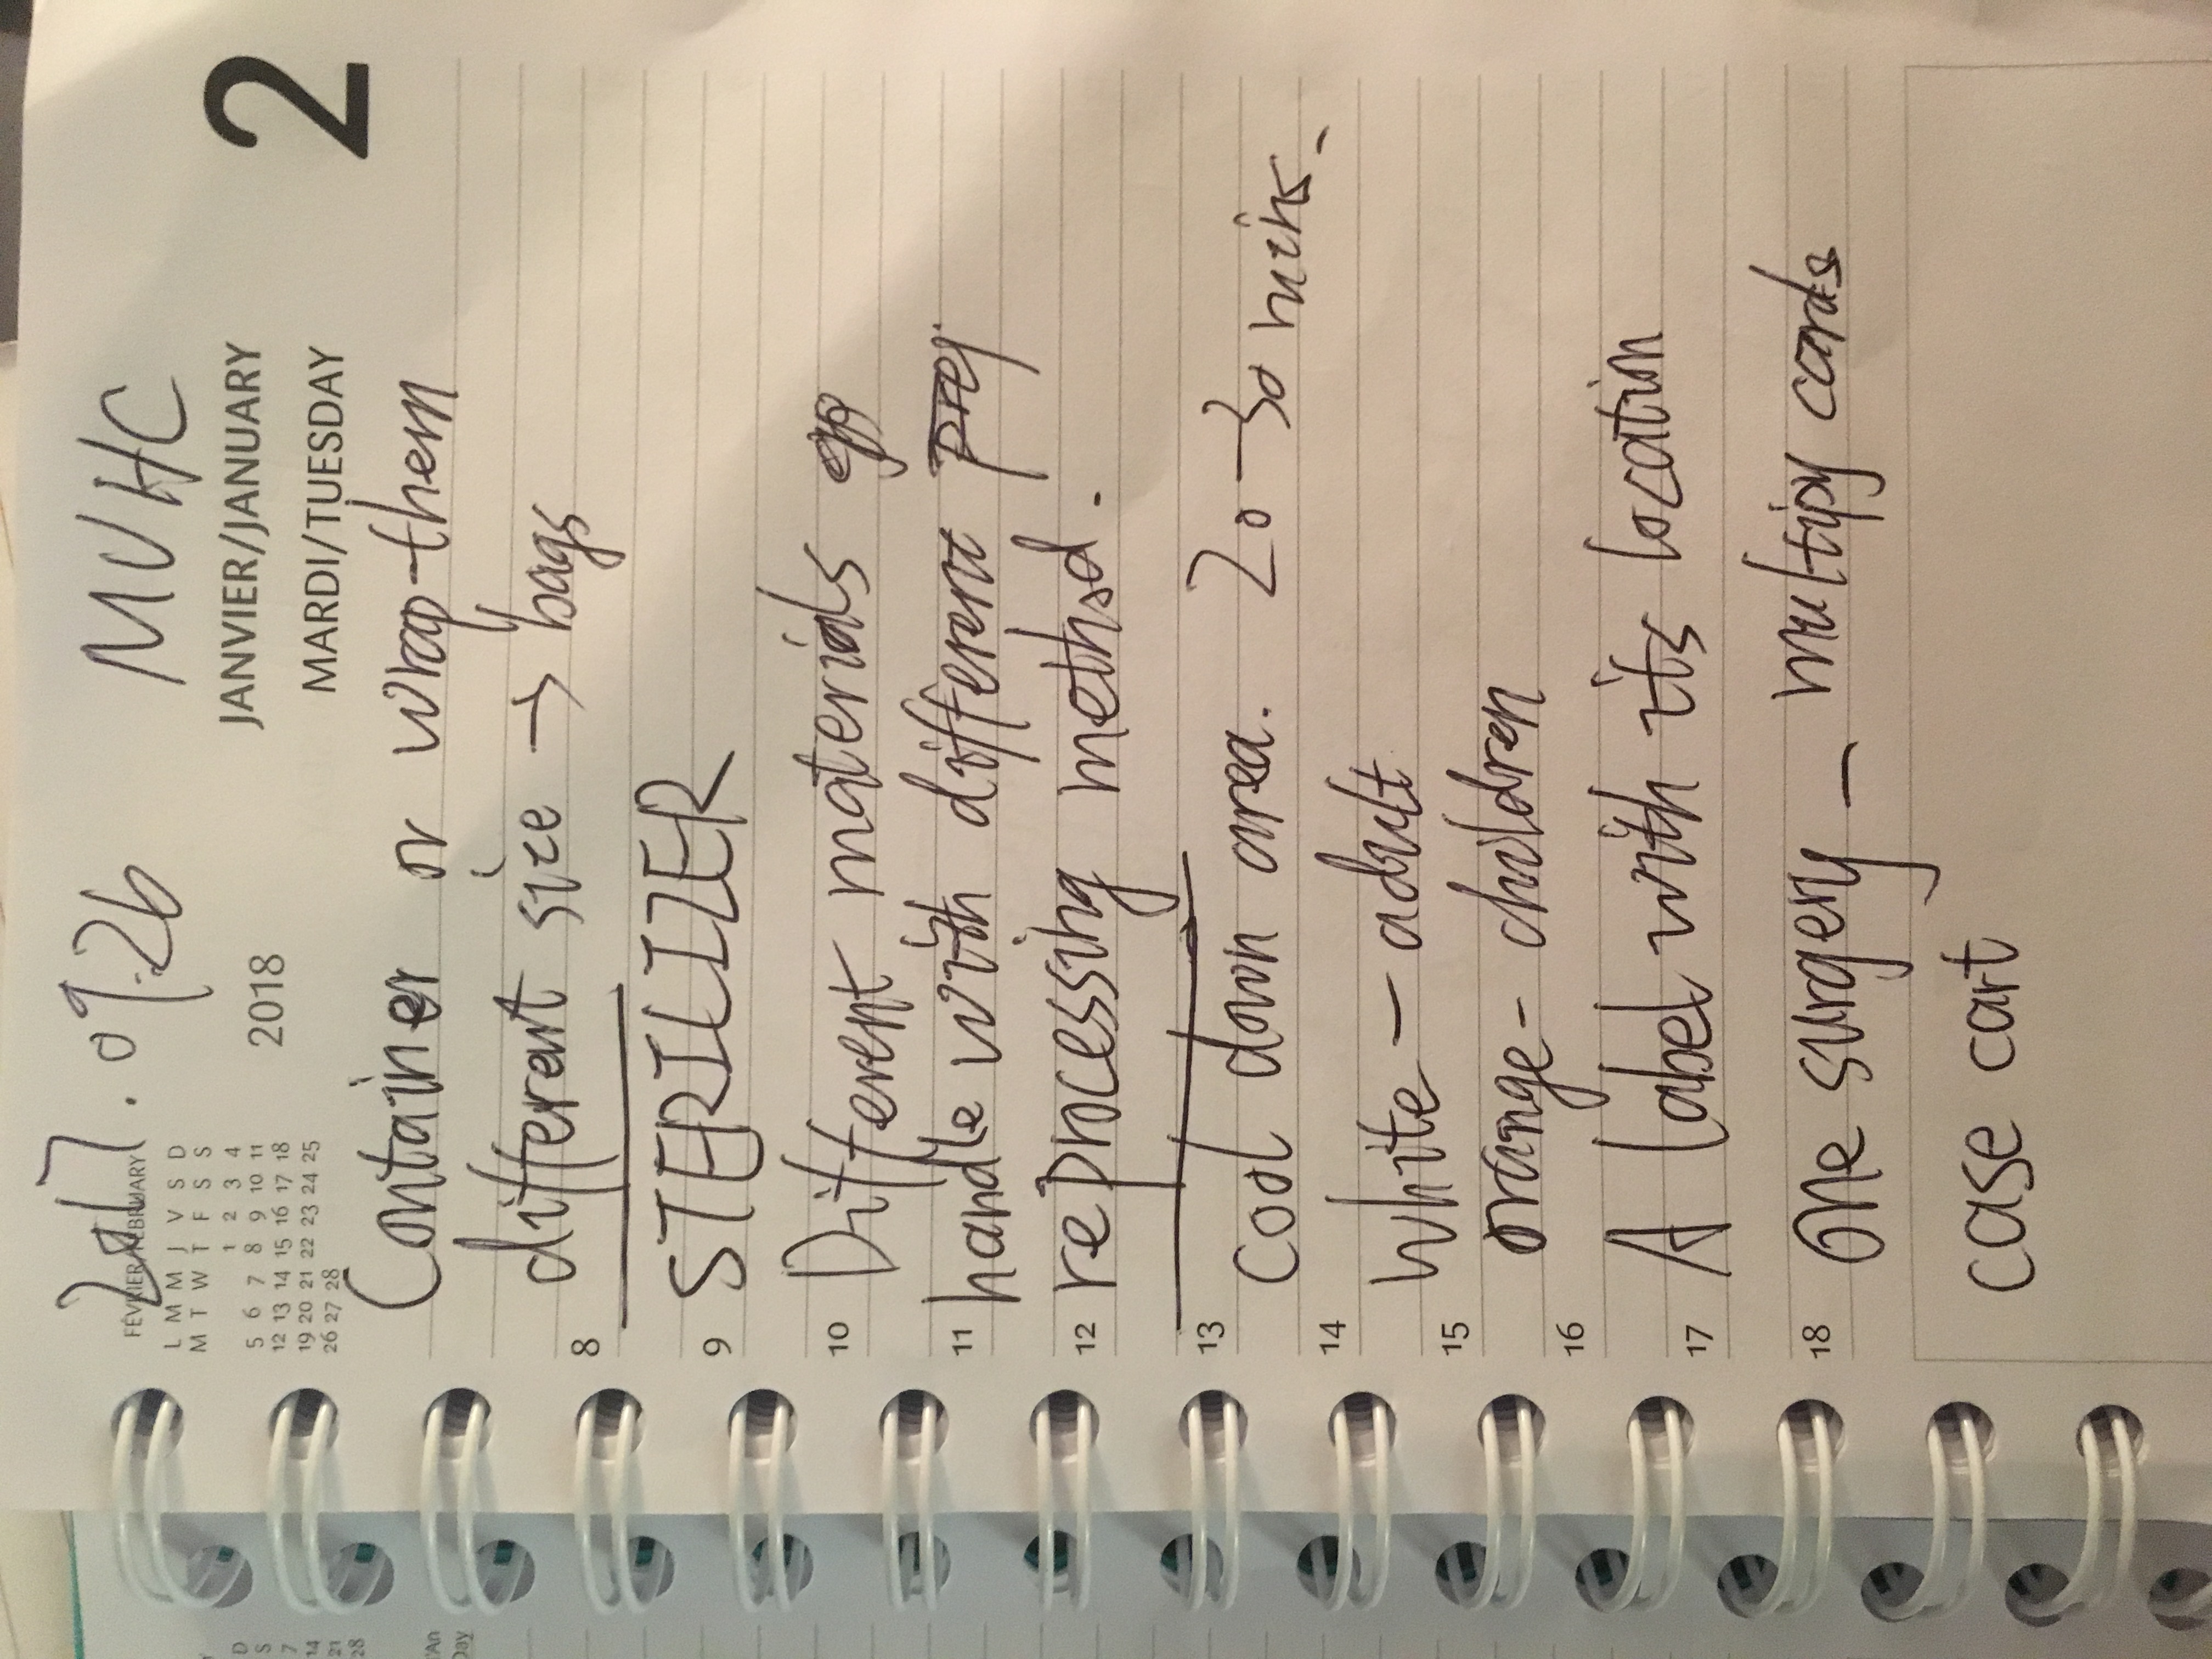 2017.09.26 MUHC
FÉVRIER/FEBRUARY
L M M J V S D
M T W T F S S
1 2 3 4
5 6 7 8 9 10 11
12 13 14 15 16 17 18
19 20 21 22 23 24 25
26 27 28
2018
JANVIER/JANUARY
MARDI/TUESDAY
2
Container or wrap them
different size → bags
8
STERILIZER
9
Different materials go
10
handle with different prep
11
reprocessing method.
12
cool down area. 20-30 mins.
13
14
white - adult
15
orange - children
16
A label with its location
17
one surgery - multipy cards
18
case cart
D
S
7
14
21
28
'An
Day